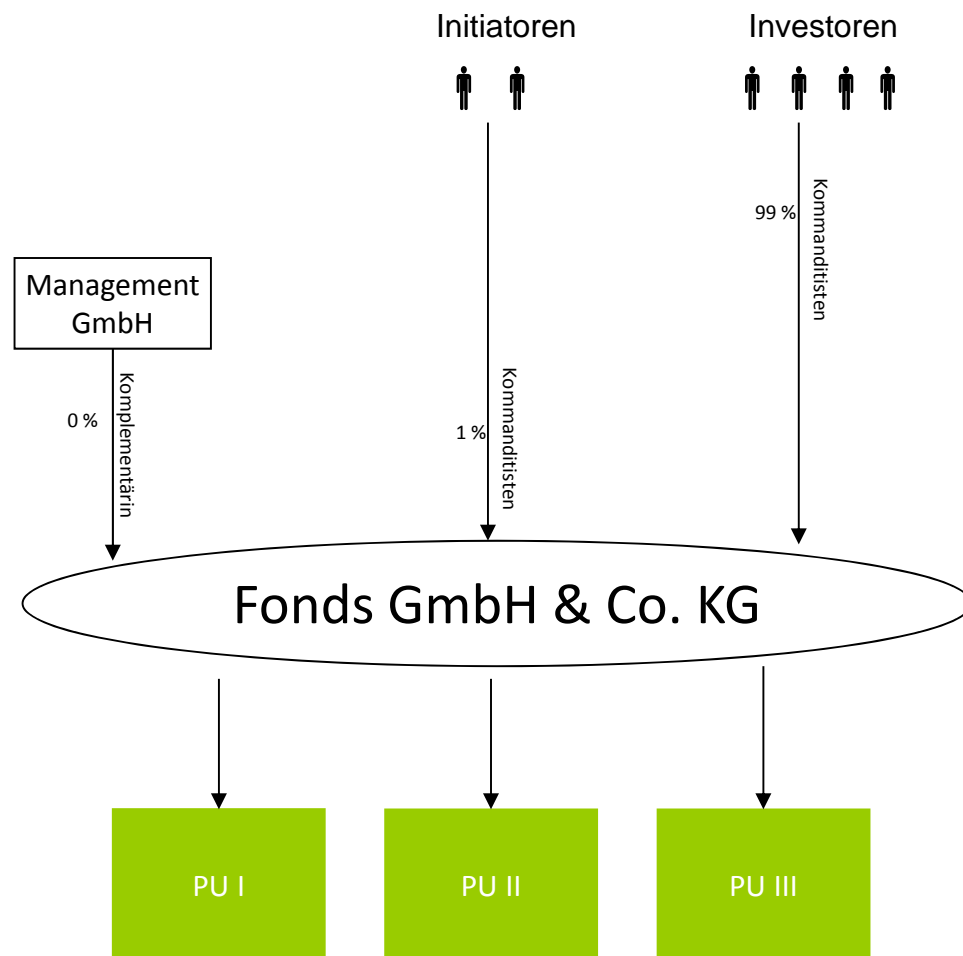 Initiatoren
Investoren
99 %
Kommanditisten
Management
GmbH
0 %
Komplementärin
1 %
Kommanditisten
Fonds GmbH & Co. KG
PU I
PU II
PU III